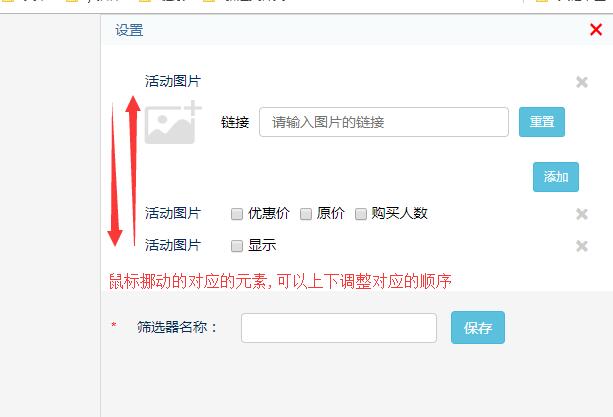 设置
活动图片
链接 请输入图片的链接 重置
添加
活动图片 优惠价 原价 购买人数
活动图片 显示
鼠标挪动的对应的元素,可以上下调整对应的顺序
* 筛选器名称： 保存